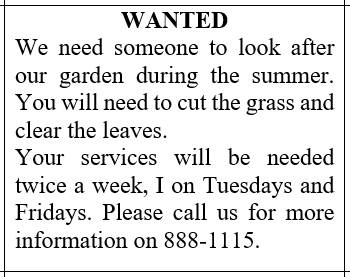 WANTED
We need someone to look after
our garden during the summer.
You will need to cut the grass and
clear the leaves.
Your services will be needed
twice a week, I on Tuesdays and
Fridays. Please call us for more
information on 888-1115.